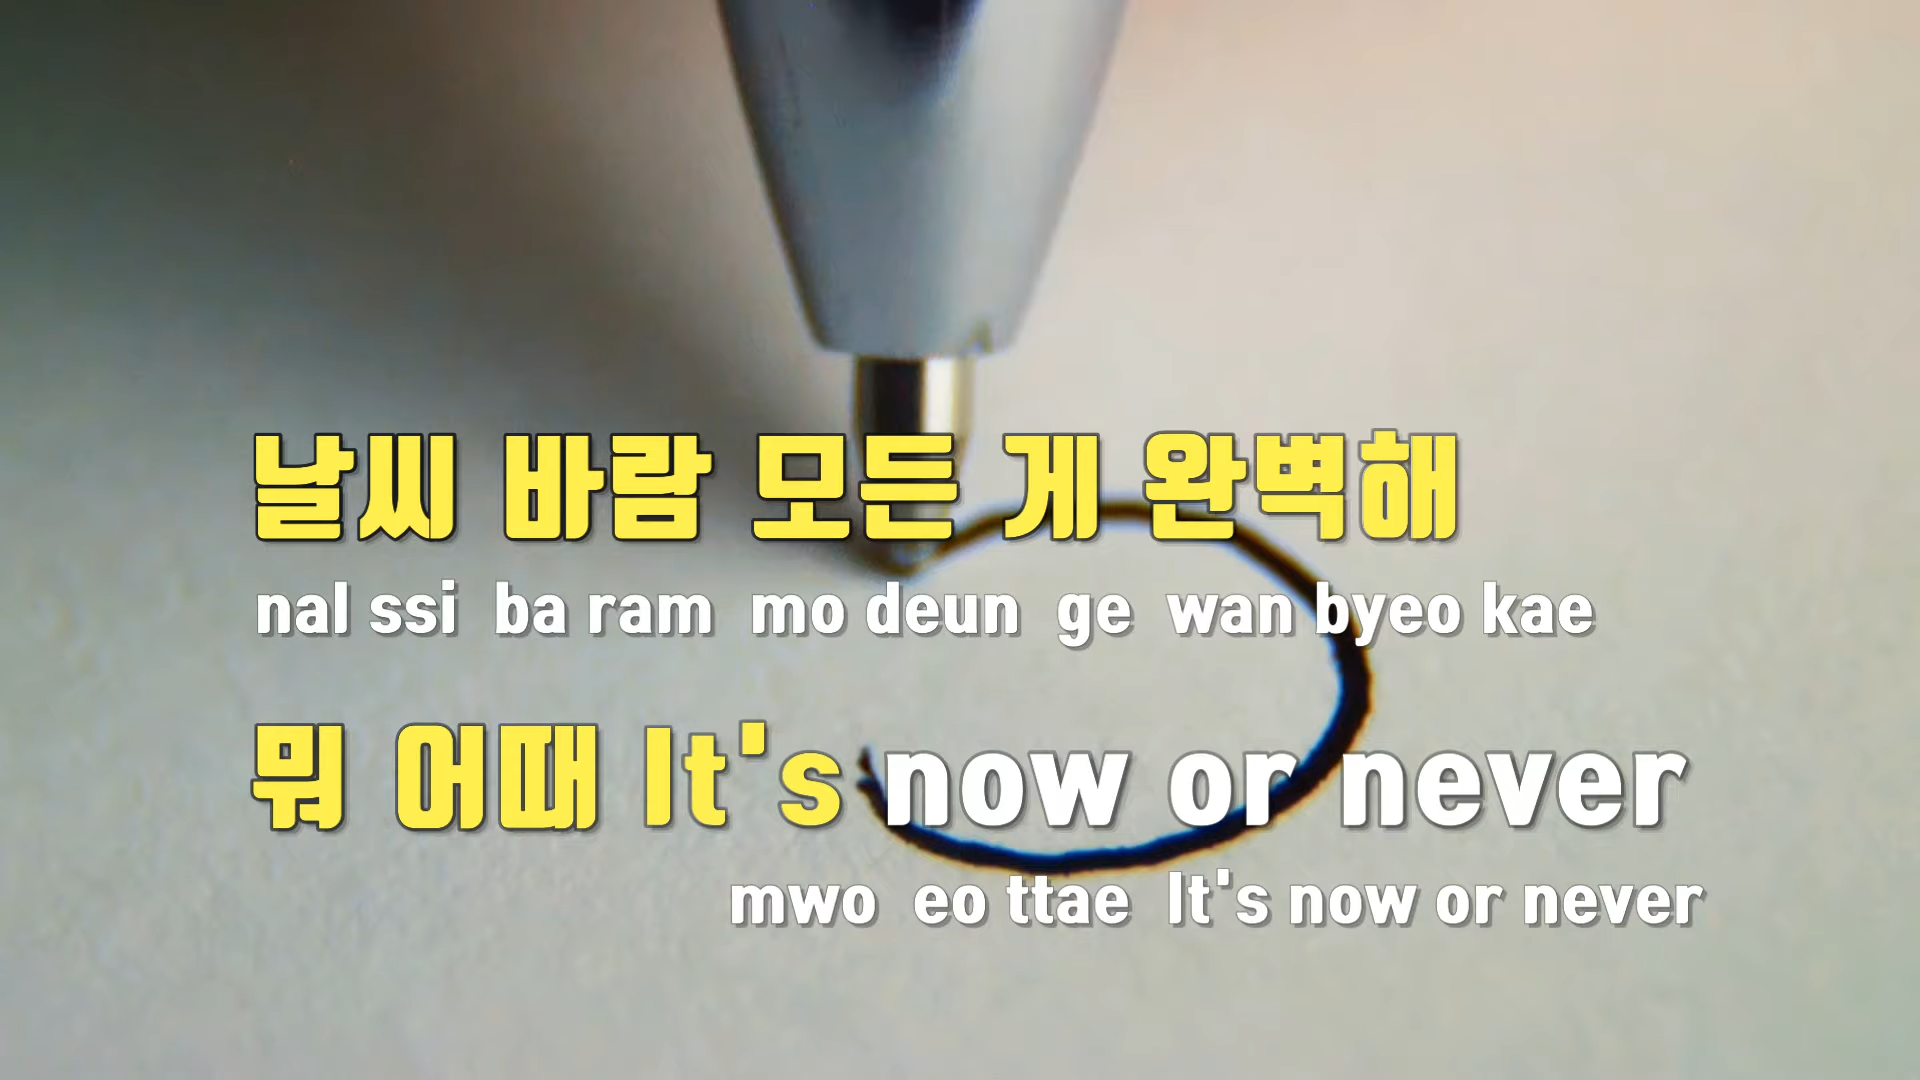 날씨 바람 모든 게 완벽해
nal ssi ba ram mo deun ge wan byeo kae
뭐 어때 It's now or never
mwo eo ttae It's now or never